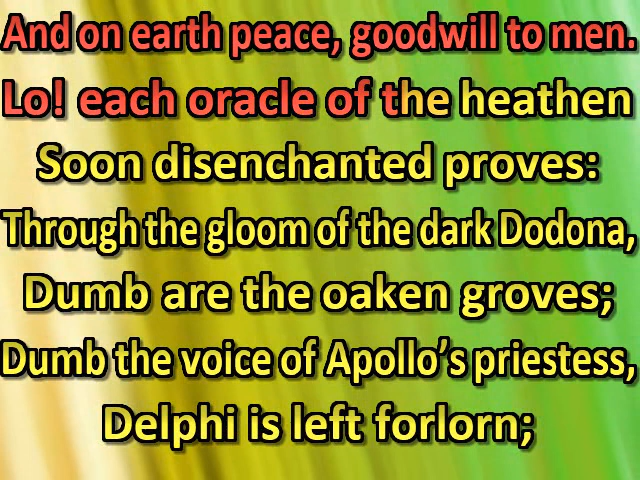 And on earth peace, goodwill to men.
Lo! each oracle of the heathen
Soon disenchanted proves:
Through the gloom of the dark Dodona,
Dumb are the oaken groves;
Dumb the voice of Apollo's priestess,
Delphi is left forlorn;